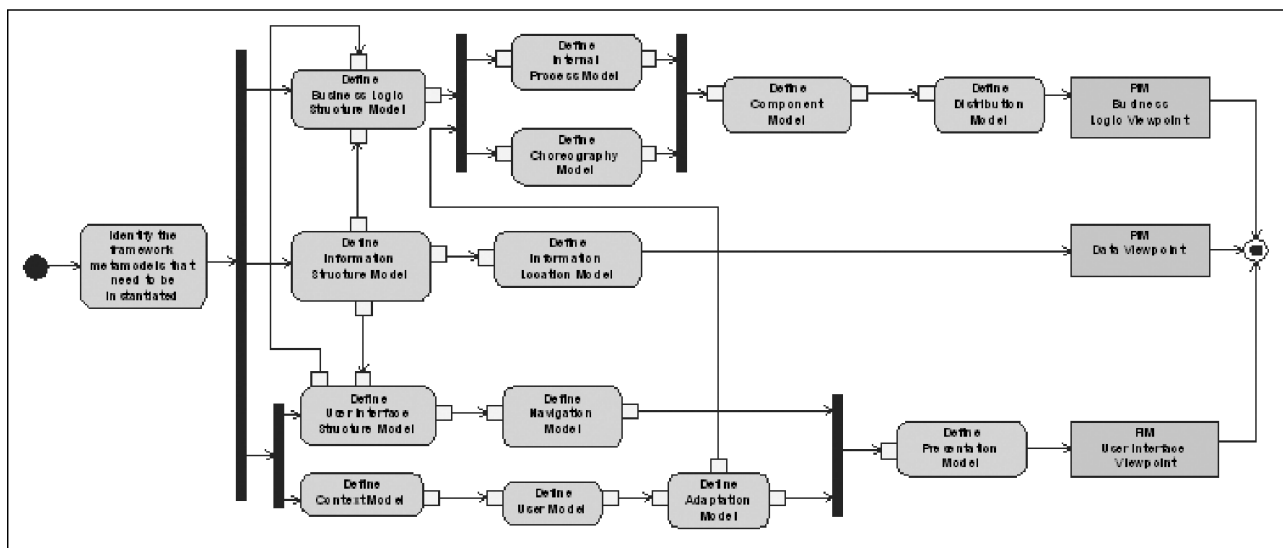 Identify the
framework
metamodels that
need to be
instantiated
Define
Business Logic
Structure Model
Define
Internal
Process Model
Define
Choreography
Model
Define
Component
Model
Define
Distribution
Model
PIM
Business
Logic Viewpoint
Define
Information
Structure Model
Define
Information
Location Model
PIM
Data Viewpoint
Define
User Interface
Structure Model
Define
Navigation
Model
Define
Context Model
Define
User Model
Define
Adaptation
Model
Define
Presentation
Model
PIM
User Interface
Viewpoint